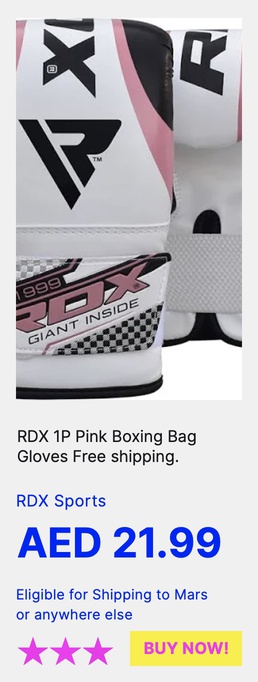 RDX
®
R
™
1999
RDX
GIANT INSIDE
RDX 1P Pink Boxing Bag
Gloves Free shipping.
RDX Sports
AED 21.99
Eligible for Shipping to Mars
or anywhere else
BUY NOW!